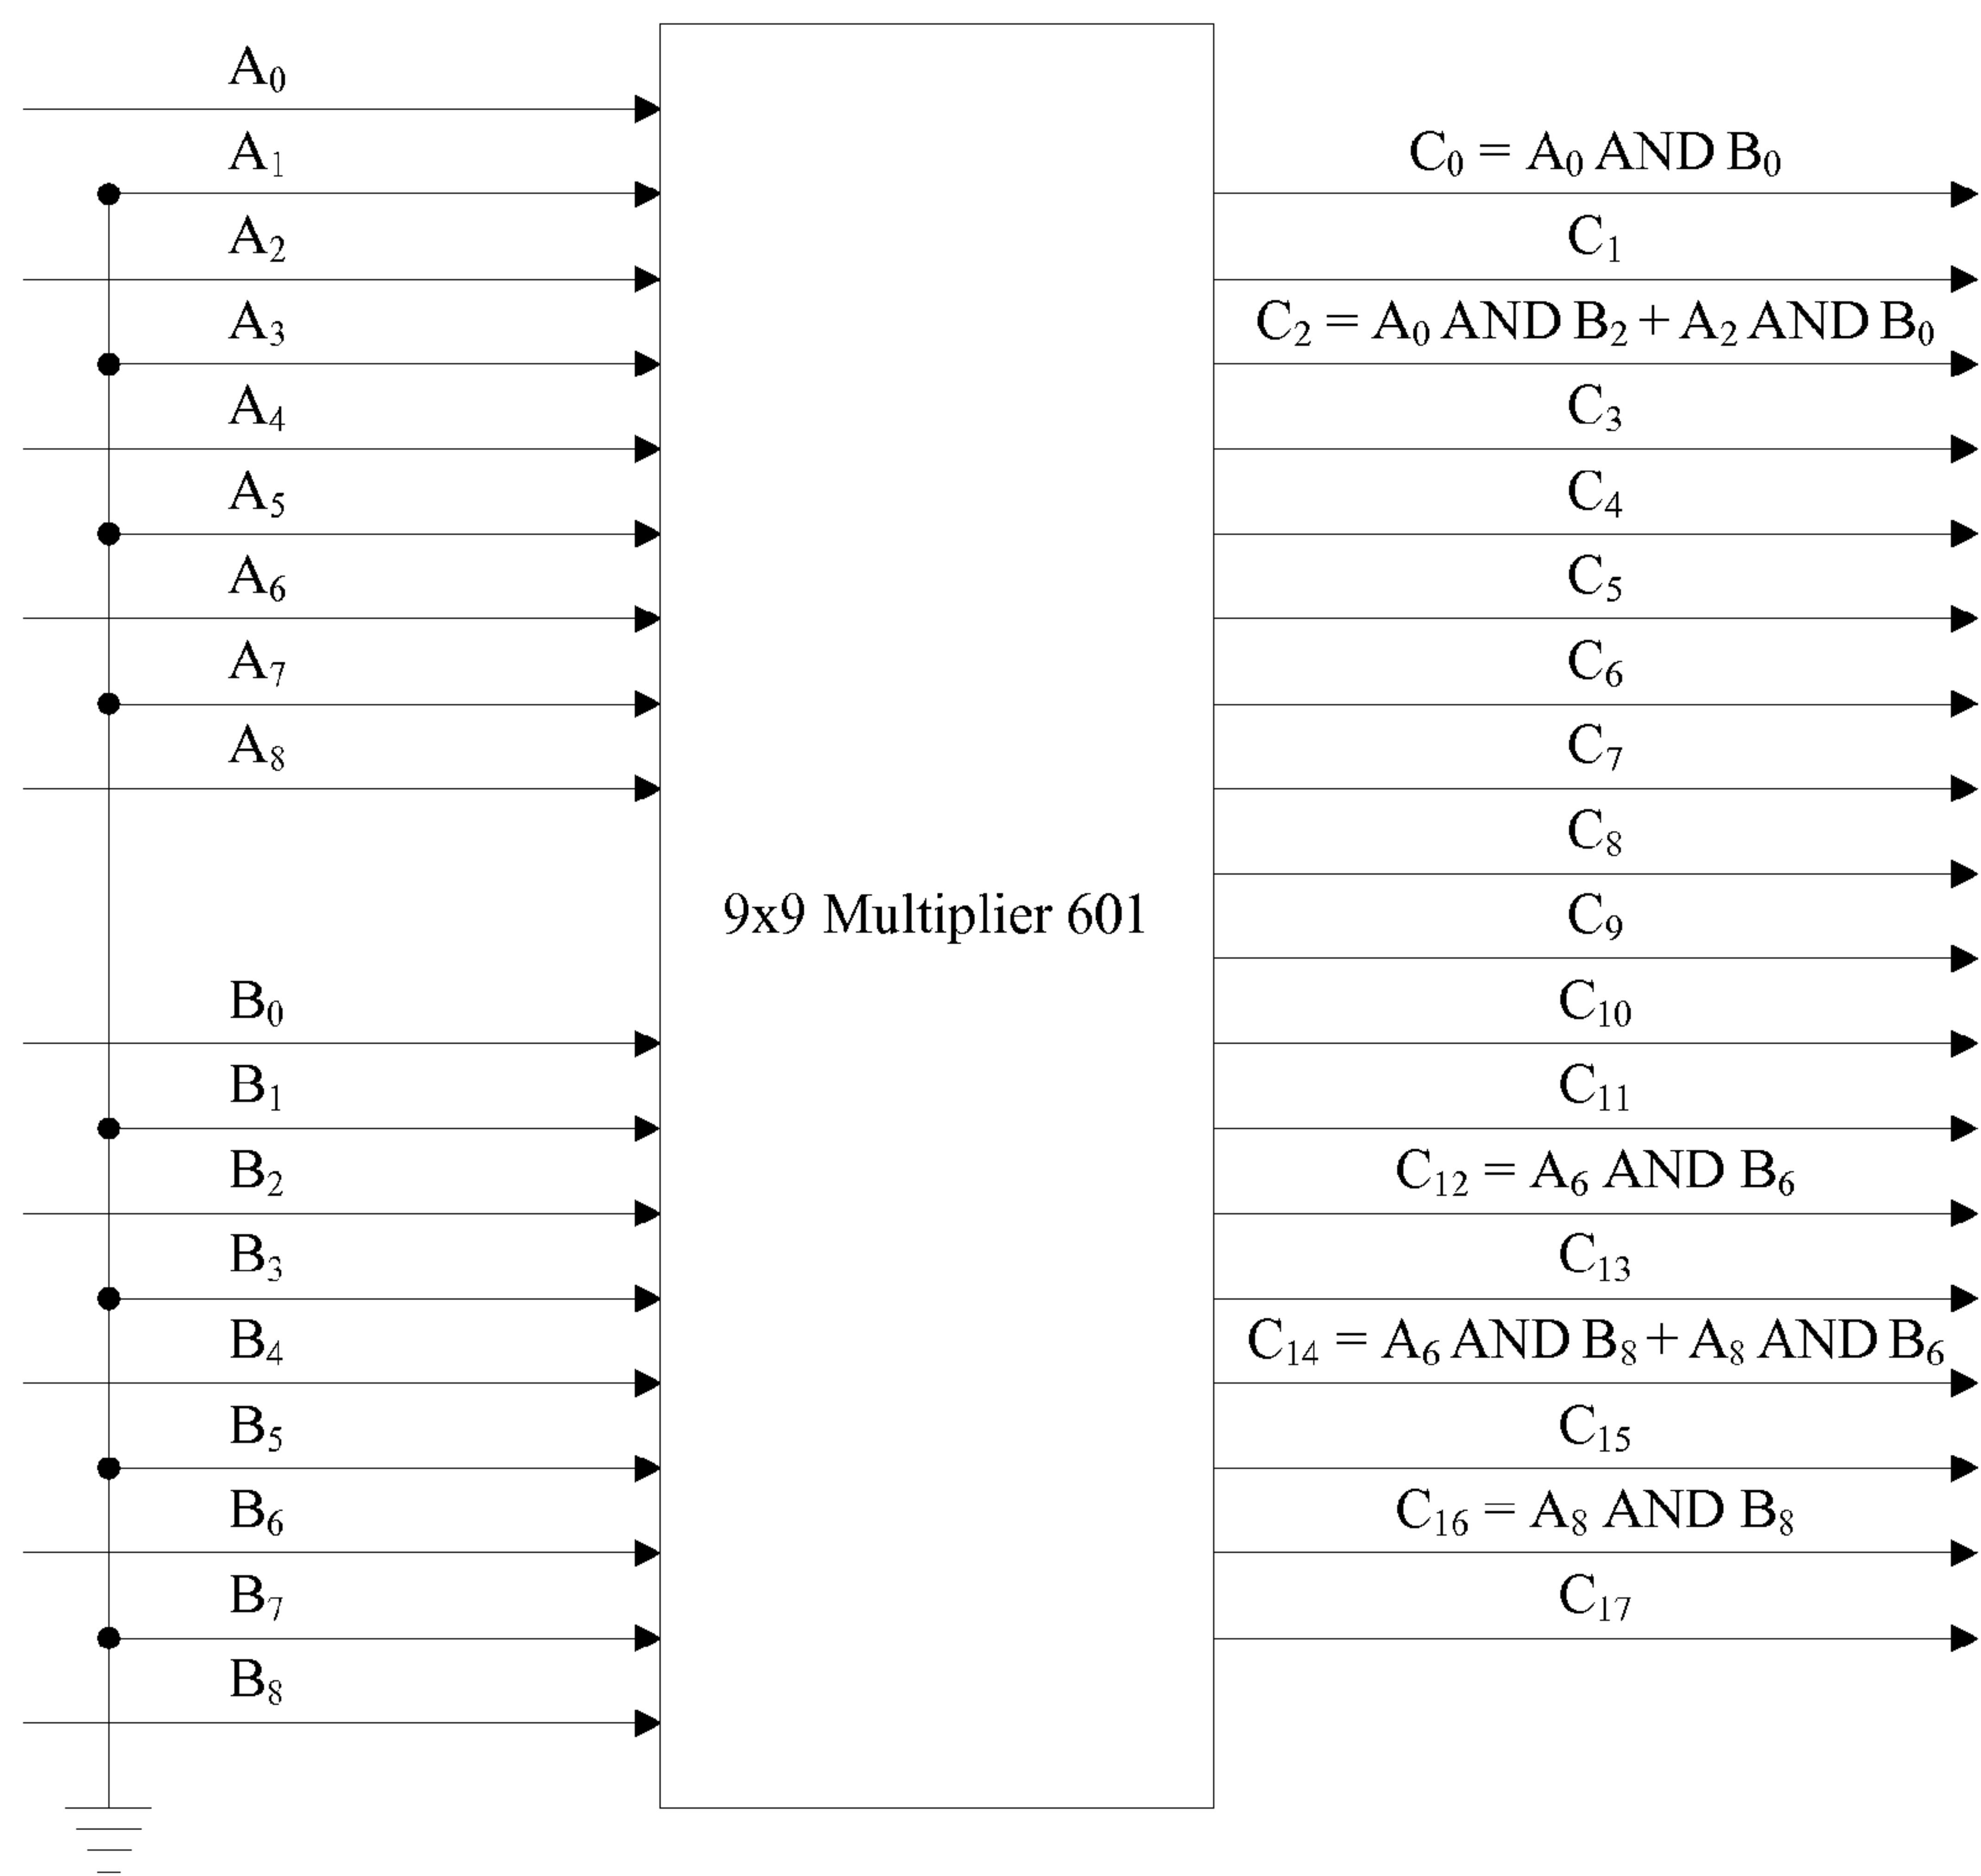 A₀
A₁
A₂
A₃
A₄
A₅
A₆
A₇
A₈
B₀
B₁
B₂
B₃
B₄
B₅
B₆
B₇
B₈
9x9 Multiplier 601
C₀ = A₀ AND B₀
C₁
C₂ = A₀ AND B₂ + A₂ AND B₀
C₃
C₄
C₅
C₆
C₇
C₈
C₉
C₁₀
C₁₁
C₁₂ = A₆ AND B₆
C₁₃
C₁₄ = A₆ AND B₈ + A₈ AND B₆
C₁₅
C₁₆ = A₈ AND B₈
C₁₇